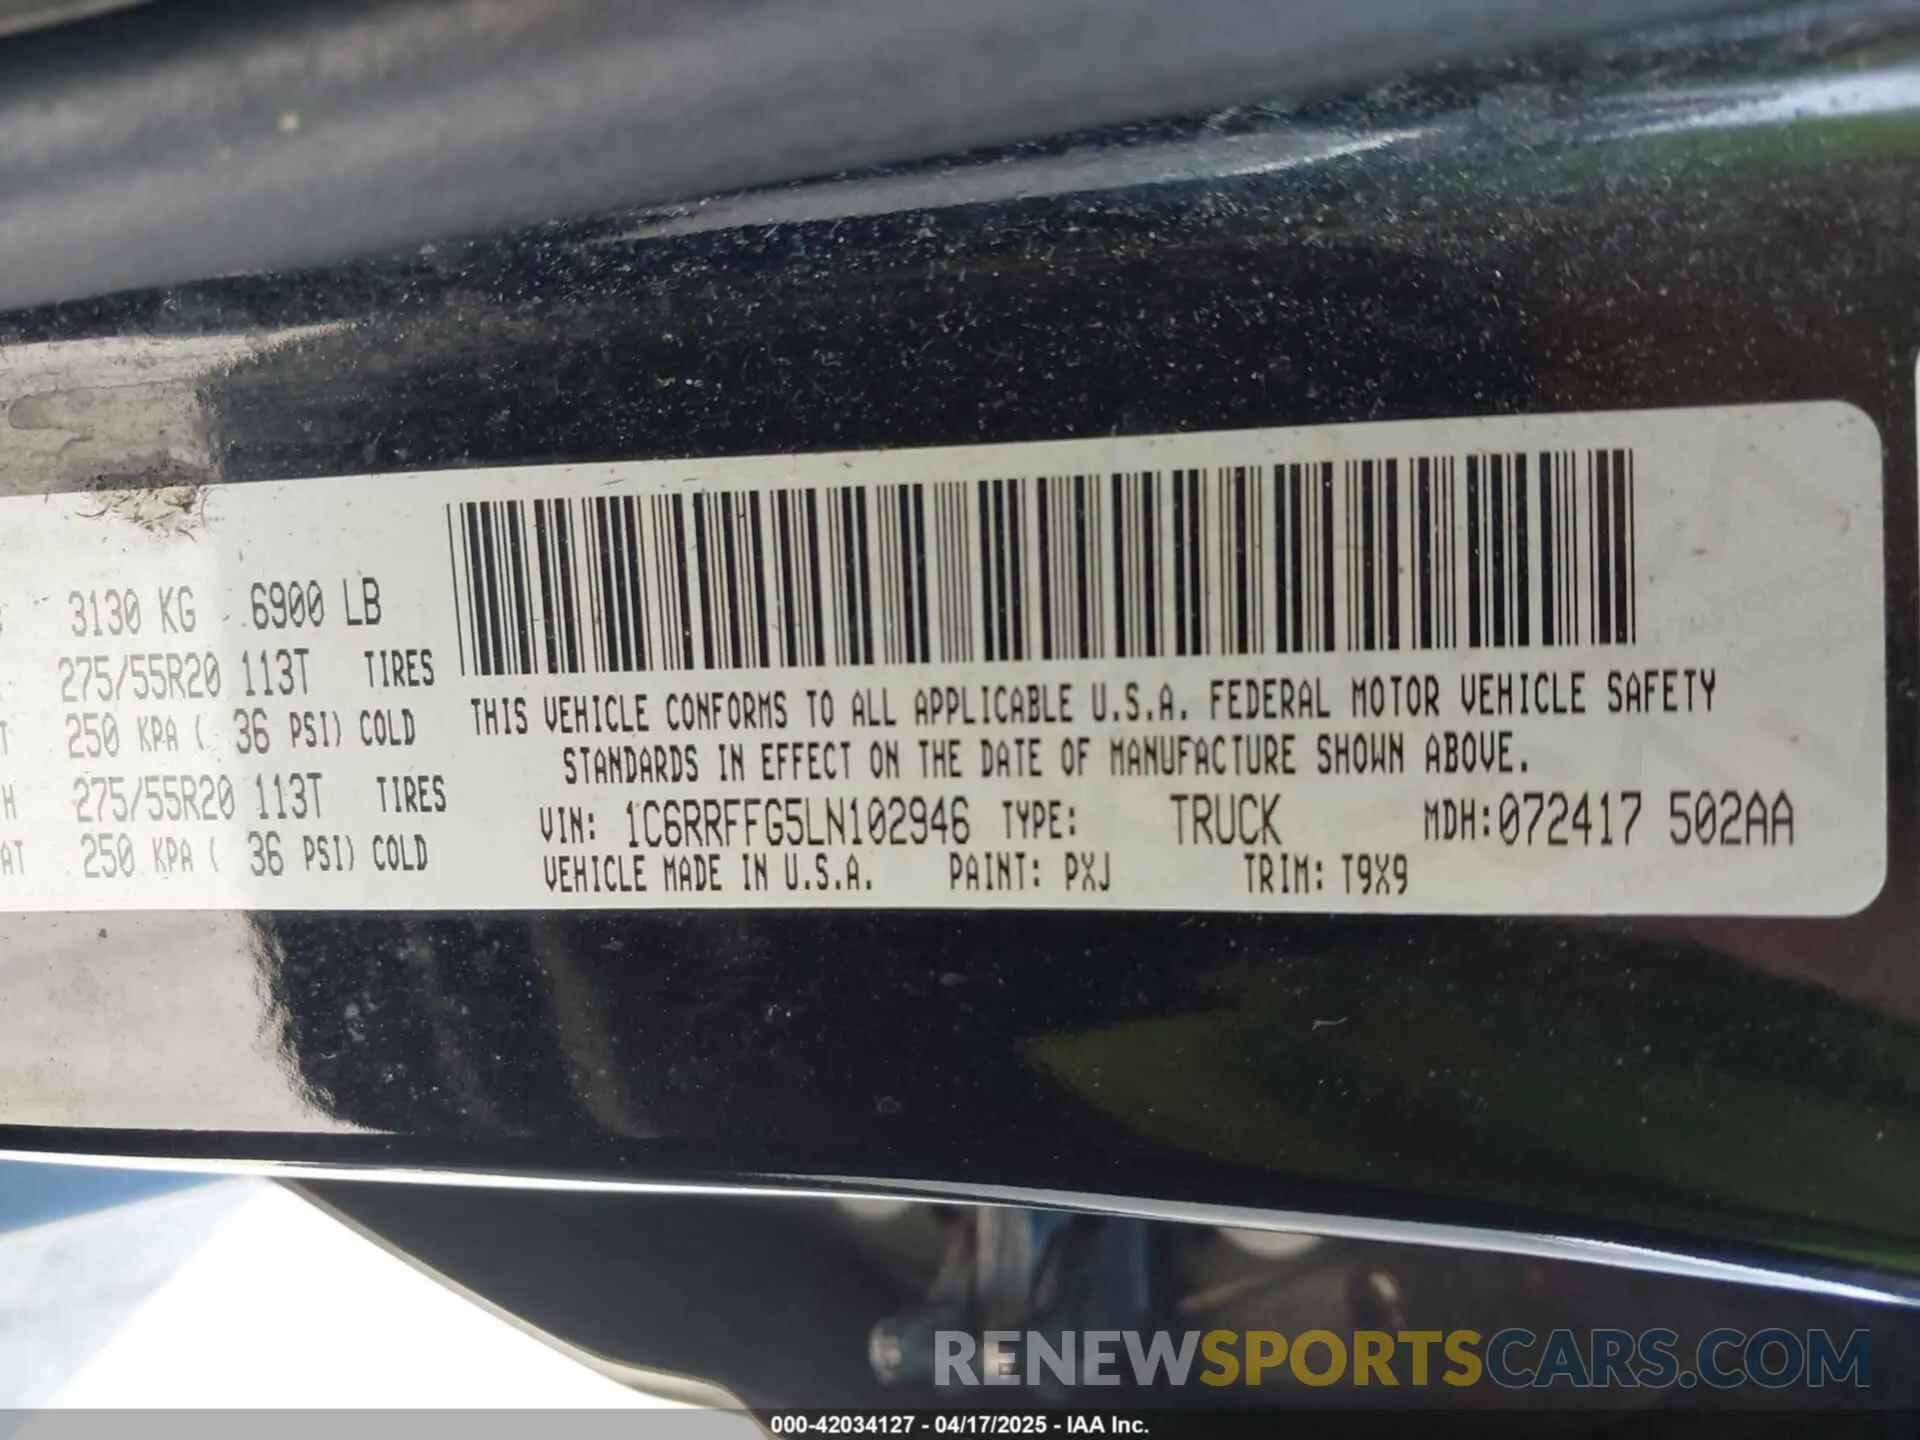 3130 KG 6900 LB
275/55R20 113T TIRES
250 KPA ( 36 PSI) COLD
275/55R20 113T TIRES
AT 250 KPA ( 36 PSI) COLD
THIS VEHICLE CONFORMS TO ALL APPLICABLE U.S.A. FEDERAL MOTOR VEHICLE SAFETY
STANDARDS IN EFFECT ON THE DATE OF MANUFACTURE SHOWN ABOVE.
VIN: 1C6RRFFG5LN102946 TYPE: TRUCK MDH:072417 502AA
VEHICLE MADE IN U.S.A. PAINT: PXJ TRIM: T9X9
RENEWSPORTSCARS.COM
000-42034127 - 04/17/2025 - IAA Inc.